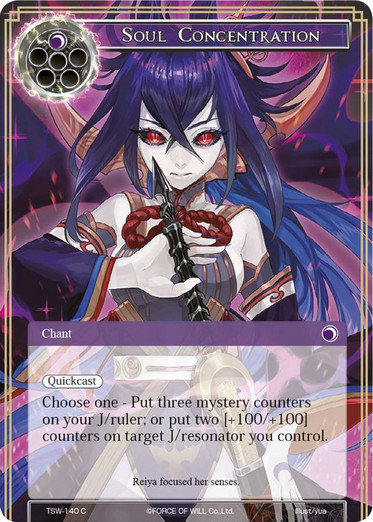 Soul Concentration
Chant
Quickcast
Choose one - Put three mystery counters
on your J/ruler; or put two [+100/+100]
counters on target J/resonator you control.
Reiya focused her senses.
TSW-140 C ©FORCE OF WILL Co.,Ltd. Illust/yua